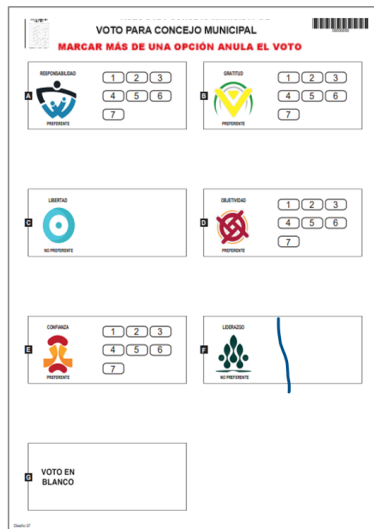 VOTO PARA CONCEJO MUNICIPAL
MARCAR MÁS DE UNA OPCIÓN ANULA EL VOTO
A
RESPONSABILIDAD
PREFERENTE
1 2 3
4 5 6
7
B
GRATITUD
PREFERENTE
1 2 3
4 5 6
7
C
LIBERTAD
NO PREFERENTE
D
OBJETIVIDAD
PREFERENTE
1 2 3
4 5 6
7
E
CONFIANZA
PREFERENTE
1 2 3
4 5 6
7
F
LIDERAZGO
NO PREFERENTE
G
VOTO EN
BLANCO